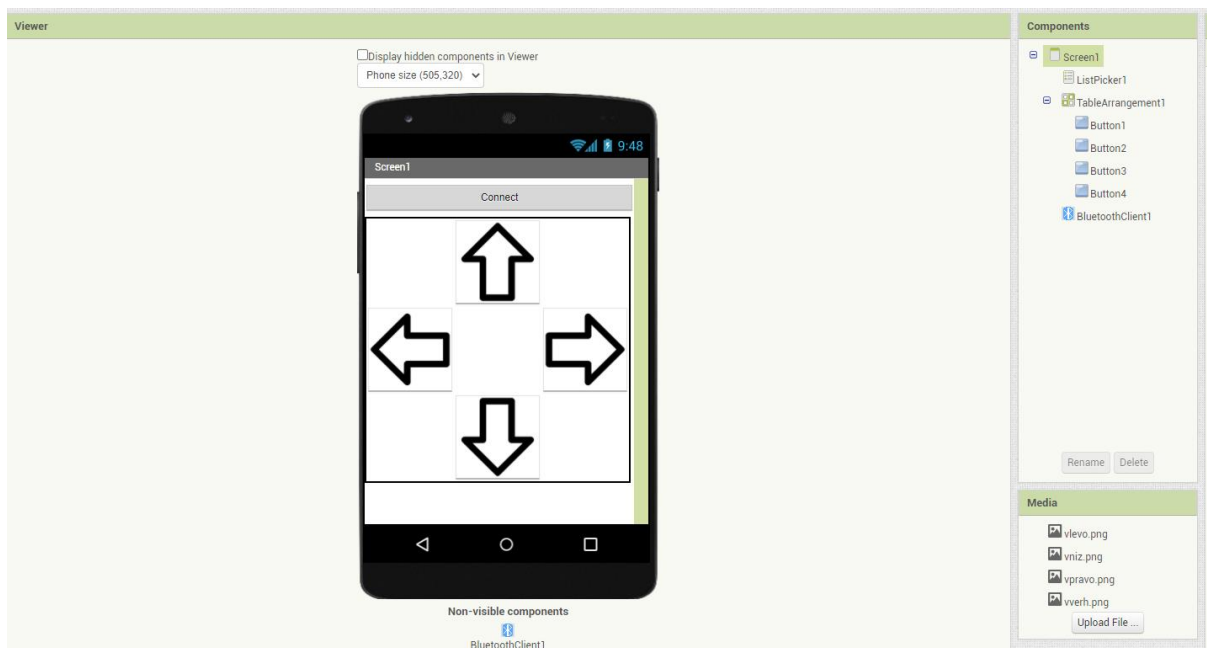 Viewer
Display hidden components in Viewer
Phone size (505,320)
9:48
Screen1
Connect
Non-visible components
BluetoothClient1
Components
Screen1
ListPicker1
TableArrangement1
Button1
Button2
Button3
Button4
BluetoothClient1
Rename Delete
Media
vlevo.png
vniz.png
vpravo.png
vverh.png
Upload File ...